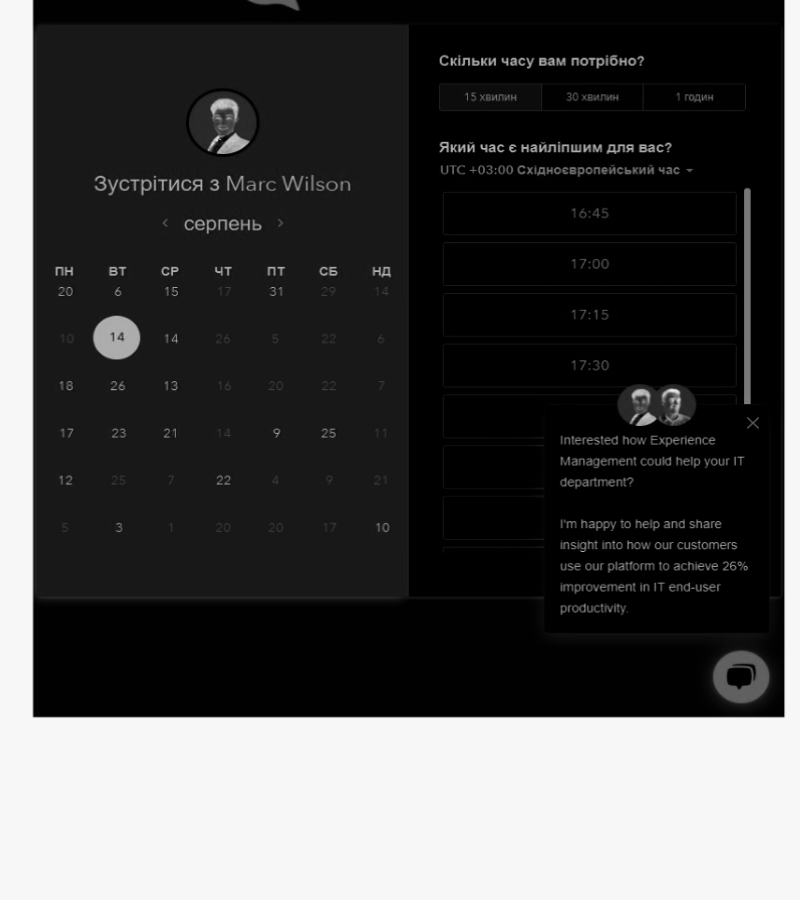 Зустрітися з Marc Wilson
серпень
ПН ВТ СР ЧТ ПТ СБ НД
20 6 15 17 31 29 14
10 14 14 26 5 22 6
18 26 13 16 20 22 7
17 23 21 14 9 25 11
12 25 7 22 4 9 21
5 3 1 20 20 17 10
Скільки часу вам потрібно?
15 хвилин 30 хвилин 1 годин
Який час є найліпшим для вас?
UTC +03:00 Східноєвропейський час
16:45
17:00
17:15
17:30
Interested how Experience
Management could help your IT
department?
I'm happy to help and share
insight into how our customers
use our platform to achieve 26%
improvement in IT end-user
productivity.